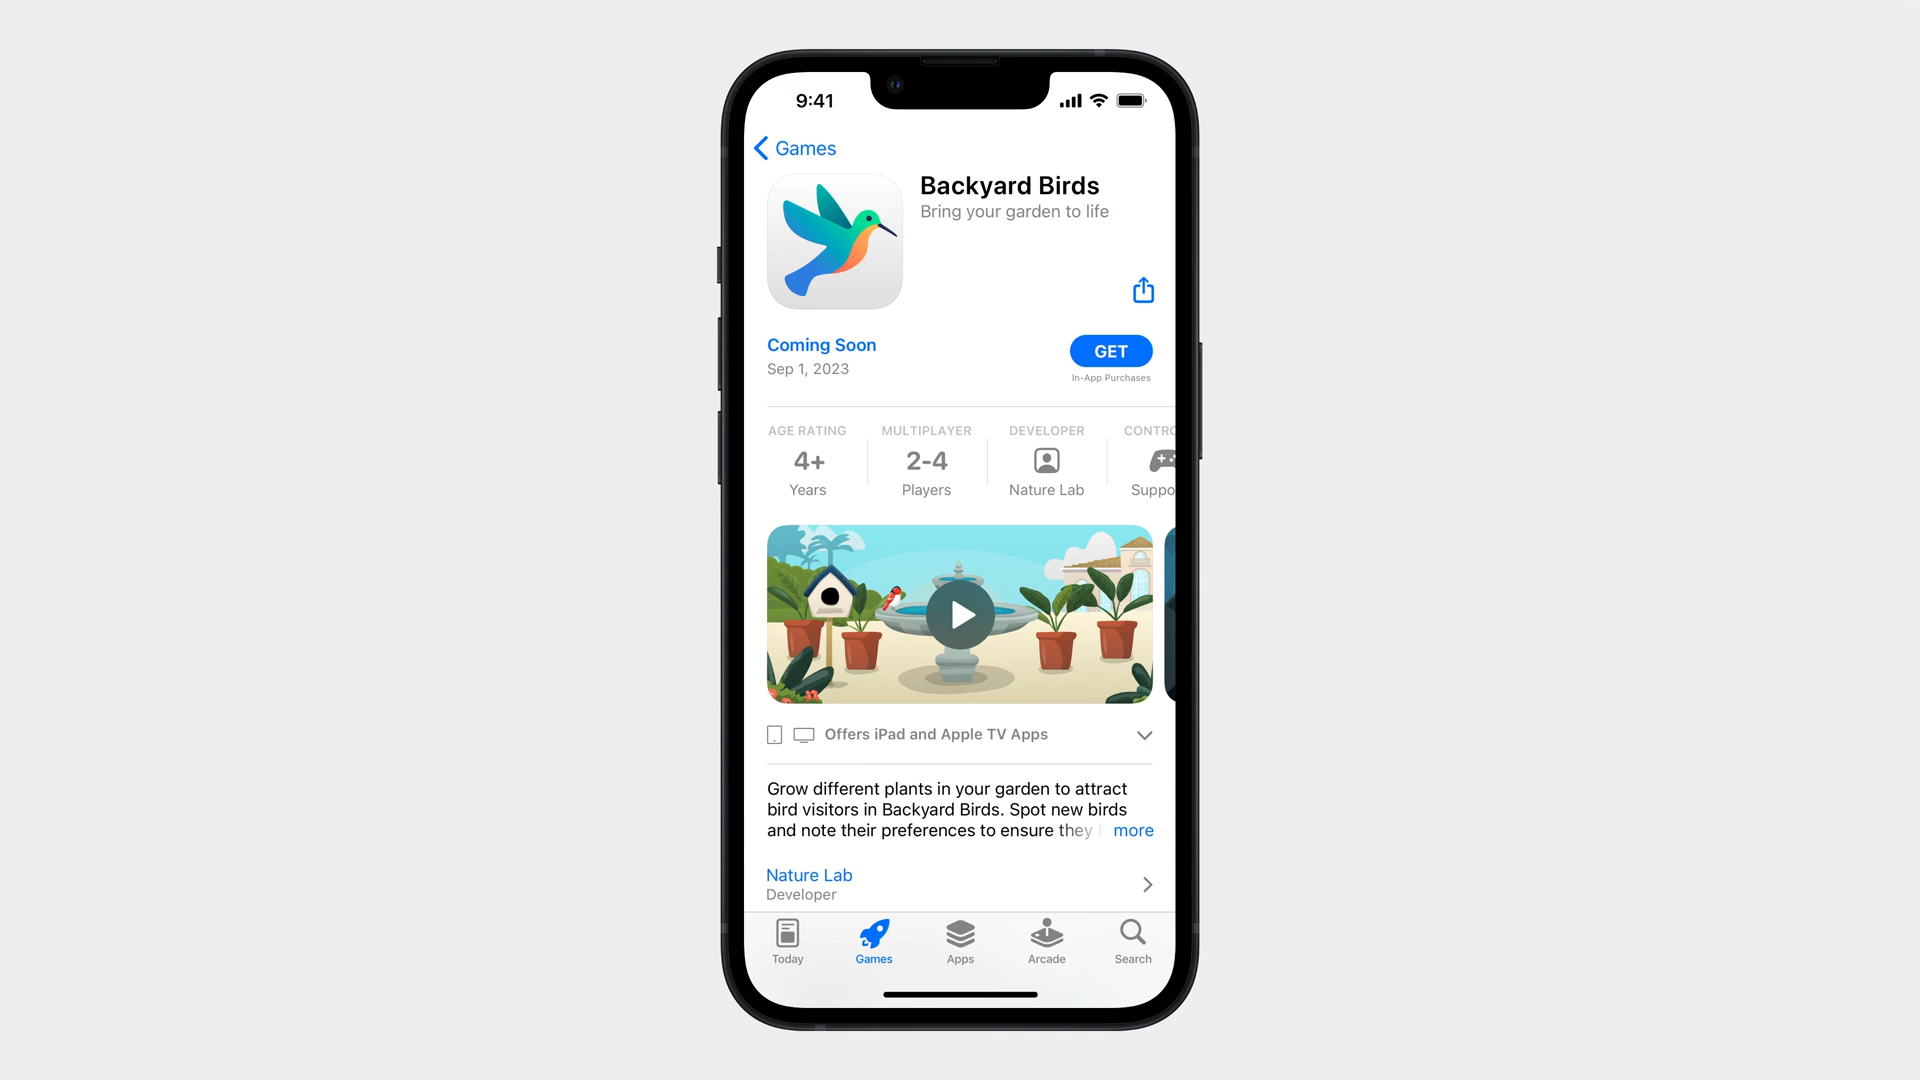 9:41
Games
Backyard Birds
Bring your garden to life
Coming Soon
Sep 1, 2023
GET
In-App Purchases
AGE RATING
4+
Years
MULTIPLAYER
2-4
Players
DEVELOPER
Nature Lab
CONTRO
Suppo
Offers iPad and Apple TV Apps
Grow different plants in your garden to attract
bird visitors in Backyard Birds. Spot new birds
and note their preferences to ensure they more
Nature Lab
Developer
Today
Games
Apps
Arcade
Search